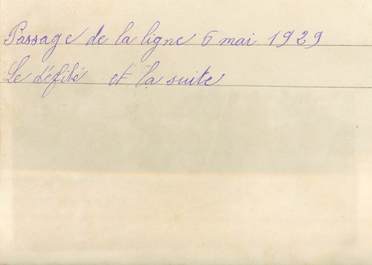 Passage de la ligne 6 mai 1929
Le défilé et la suite